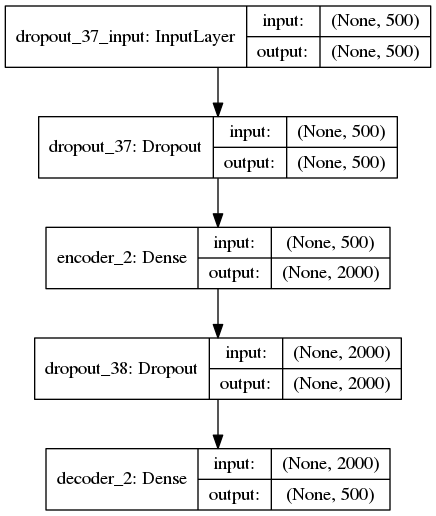 dropout_37_input: InputLayer
input: (None, 500)
output: (None, 500)
dropout_37: Dropout
input: (None, 500)
output: (None, 500)
encoder_2: Dense
input: (None, 500)
output: (None, 2000)
dropout_38: Dropout
input: (None, 2000)
output: (None, 2000)
decoder_2: Dense
input: (None, 2000)
output: (None, 500)